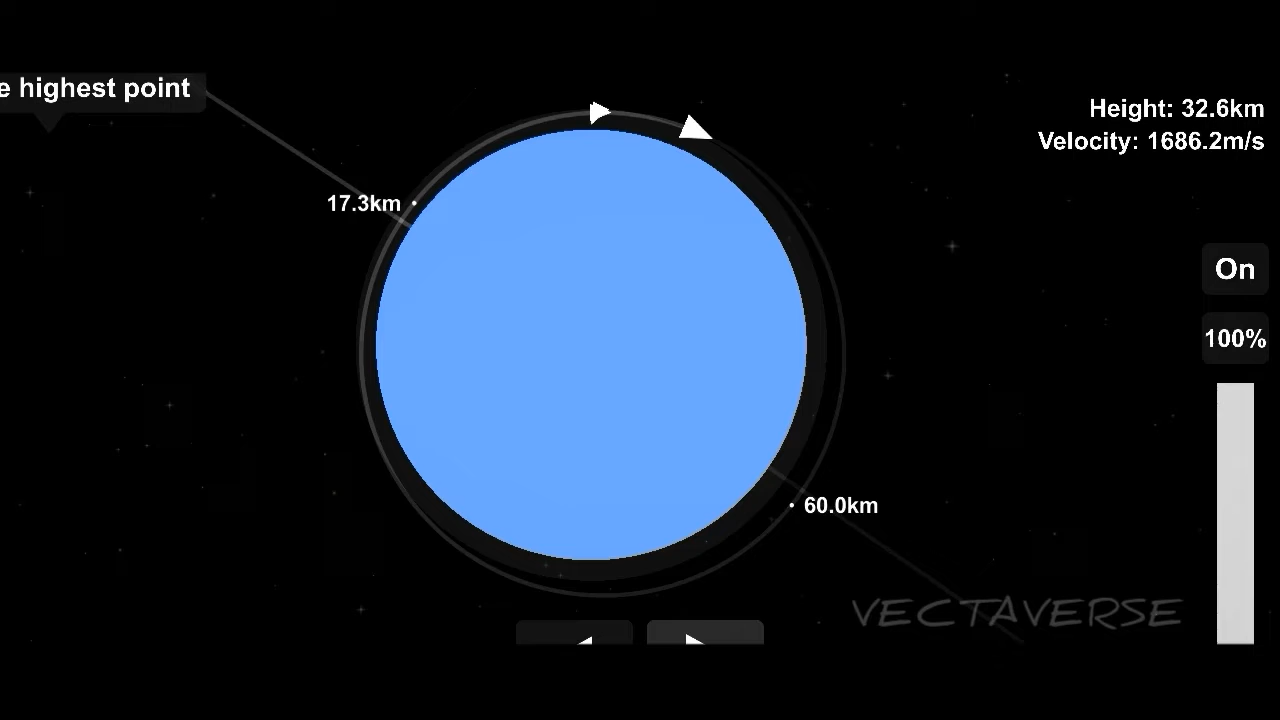 e highest point
Height: 32.6km
Velocity: 1686.2m/s
17.3km
On
100%
60.0km
VECTAVERSE